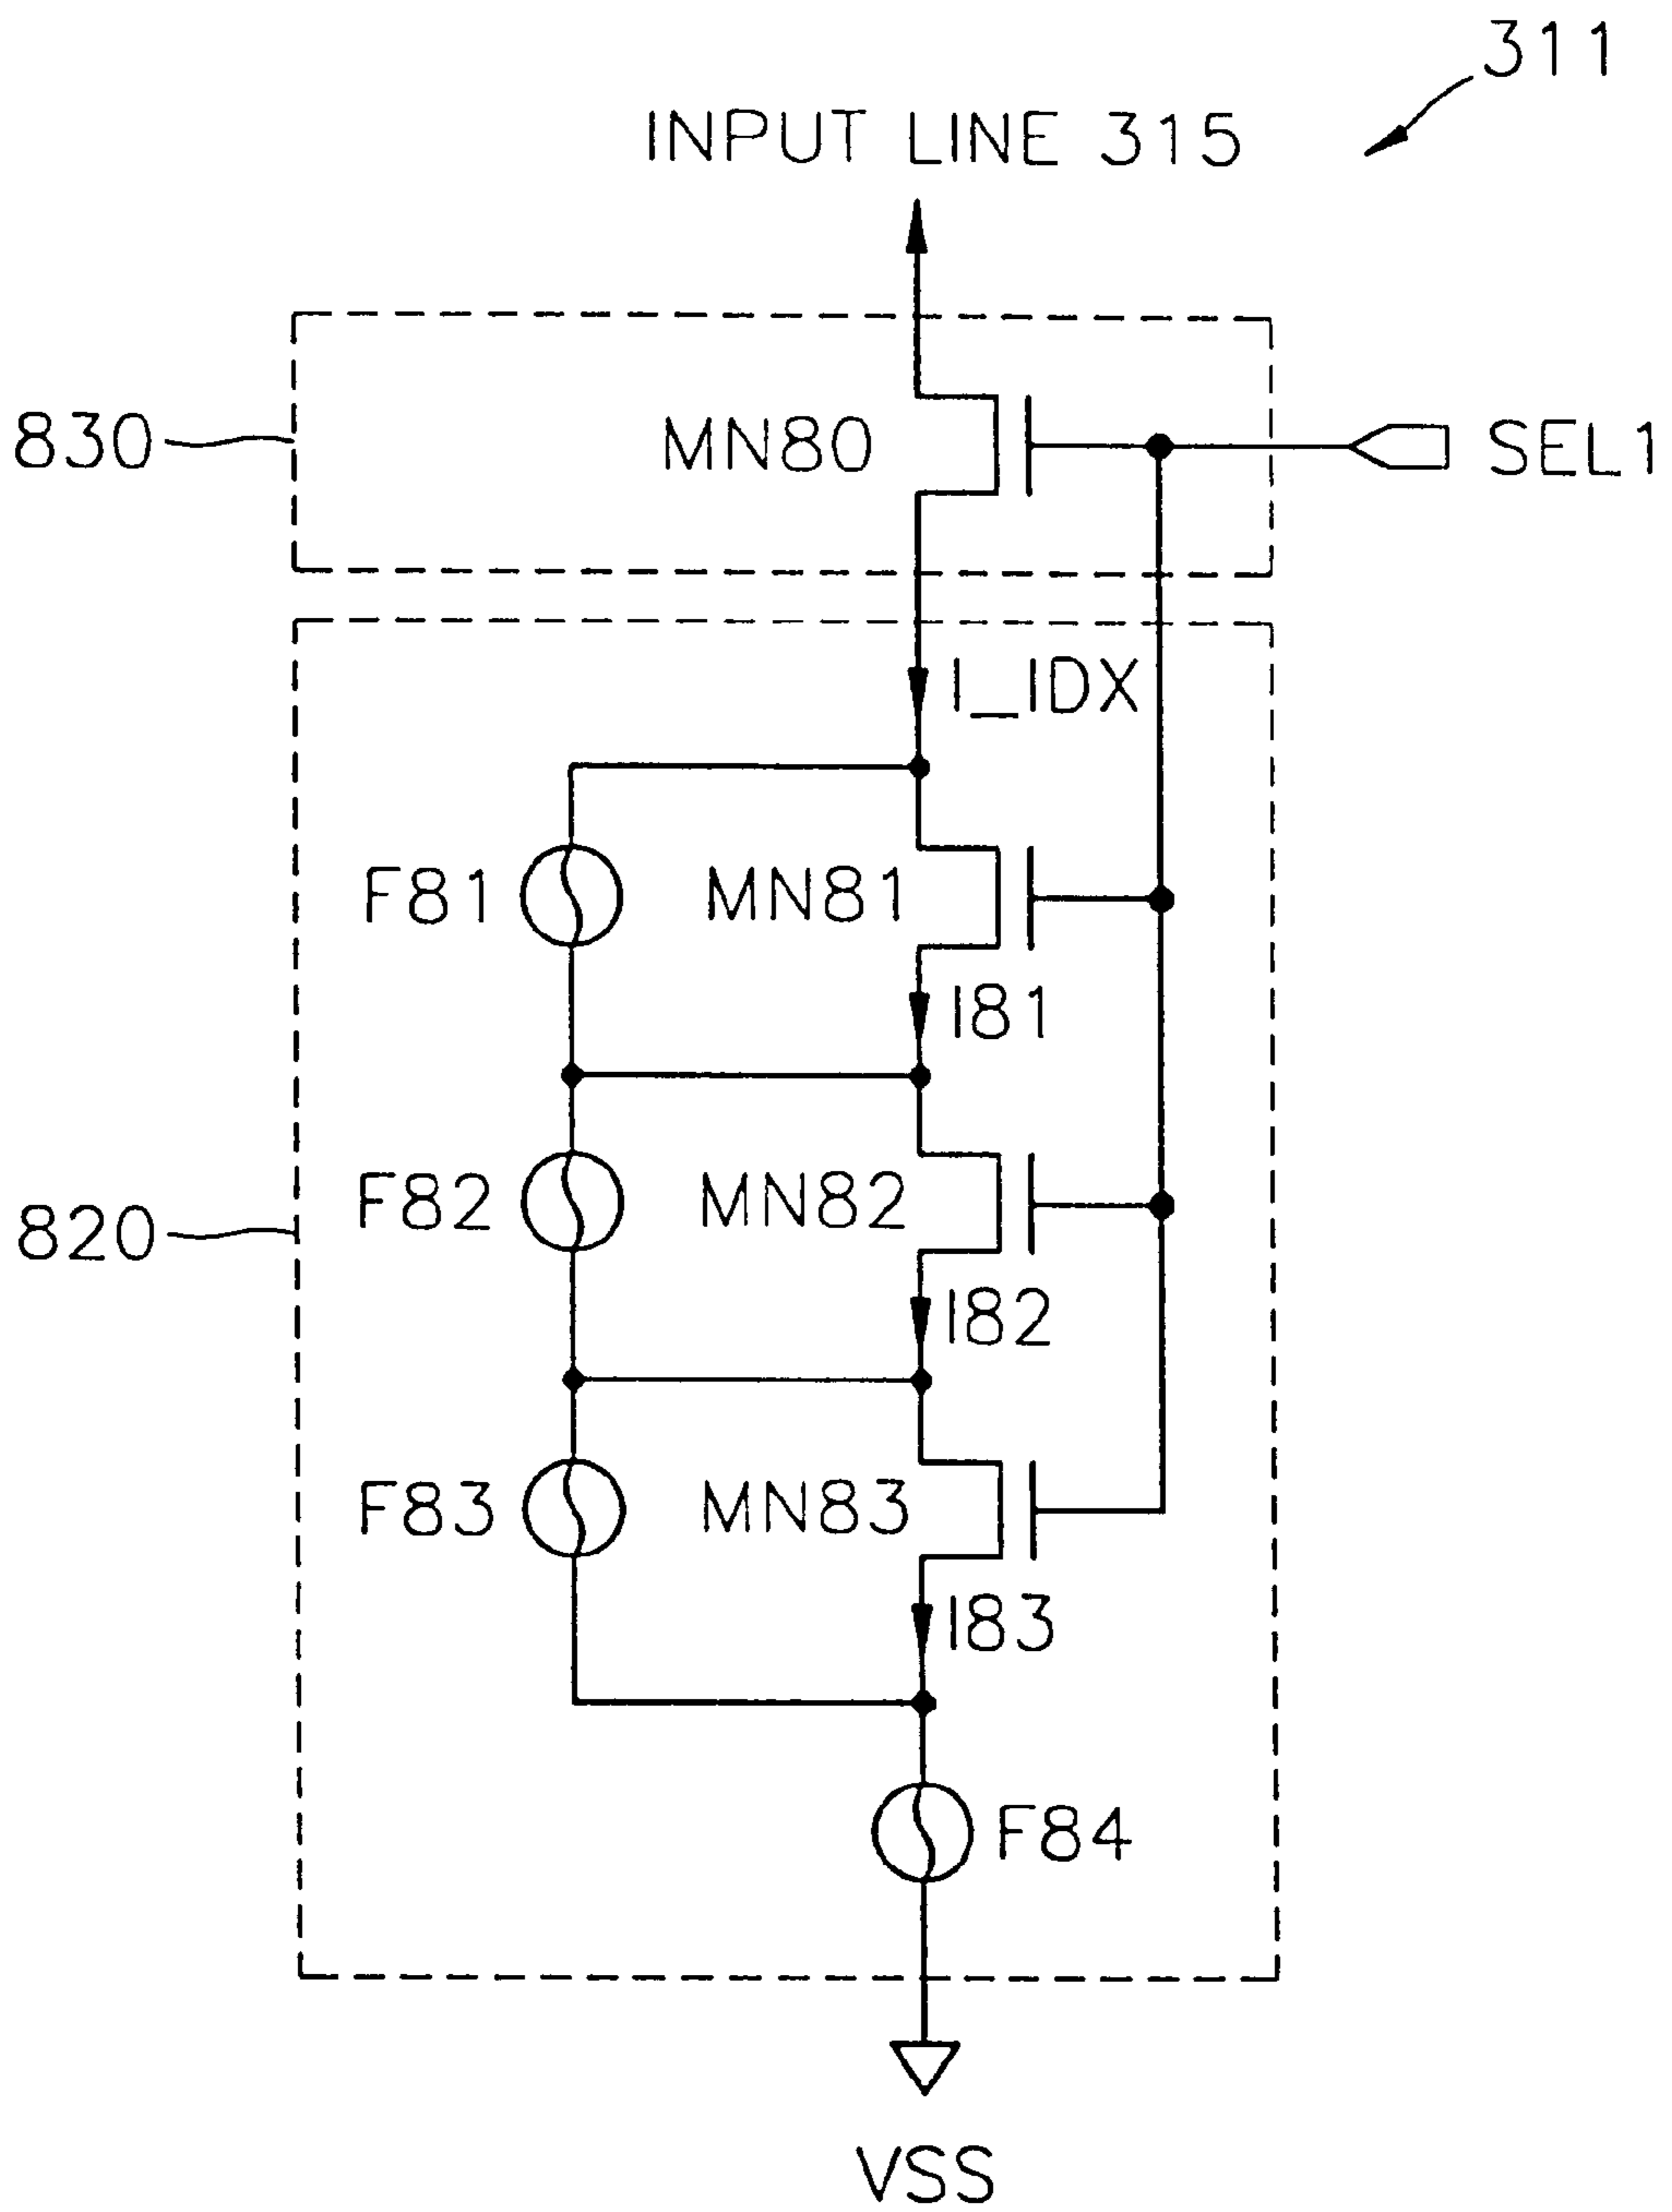 311
INPUT LINE 315
830
MN80
SEL1
I_IDX
F81
MN81
I81
F82
MN82
820
I82
F83
MN83
I83
F84
VSS